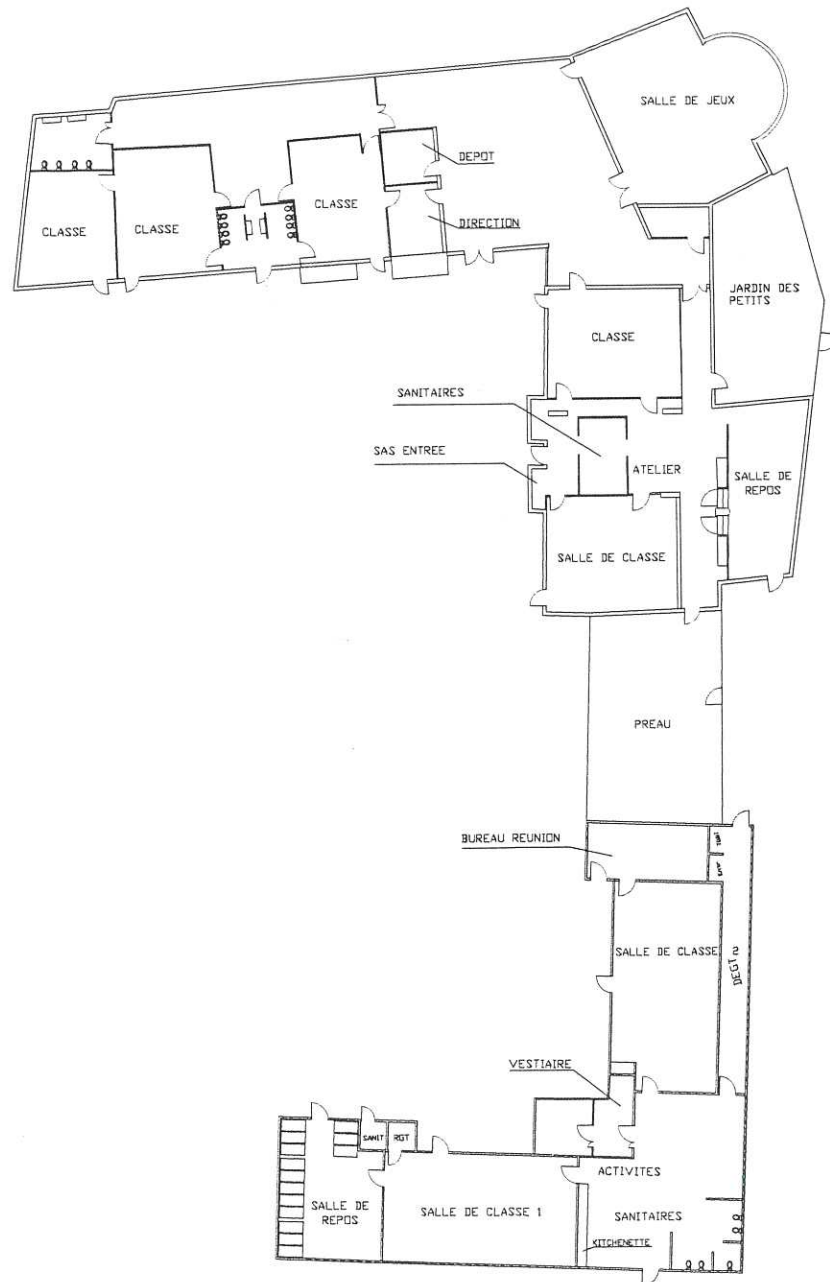 SALLE DE JEUX
DEPOT
DIRECTION
CLASSE
CLASSE
CLASSE
JARDIN DES
PETITS
CLASSE
SANITAIRES
SAS ENTREE
ATELIER
SALLE DE
REPOS
SALLE DE CLASSE
PREAU
BUREAU REUNION
SALLE DE CLASSE
DEGT 2
VESTIAIRE
SANIT
RGT
ACTIVITES
SALLE DE
REPOS
SALLE DE CLASSE 1
SANITAIRES
KITCHENETTE